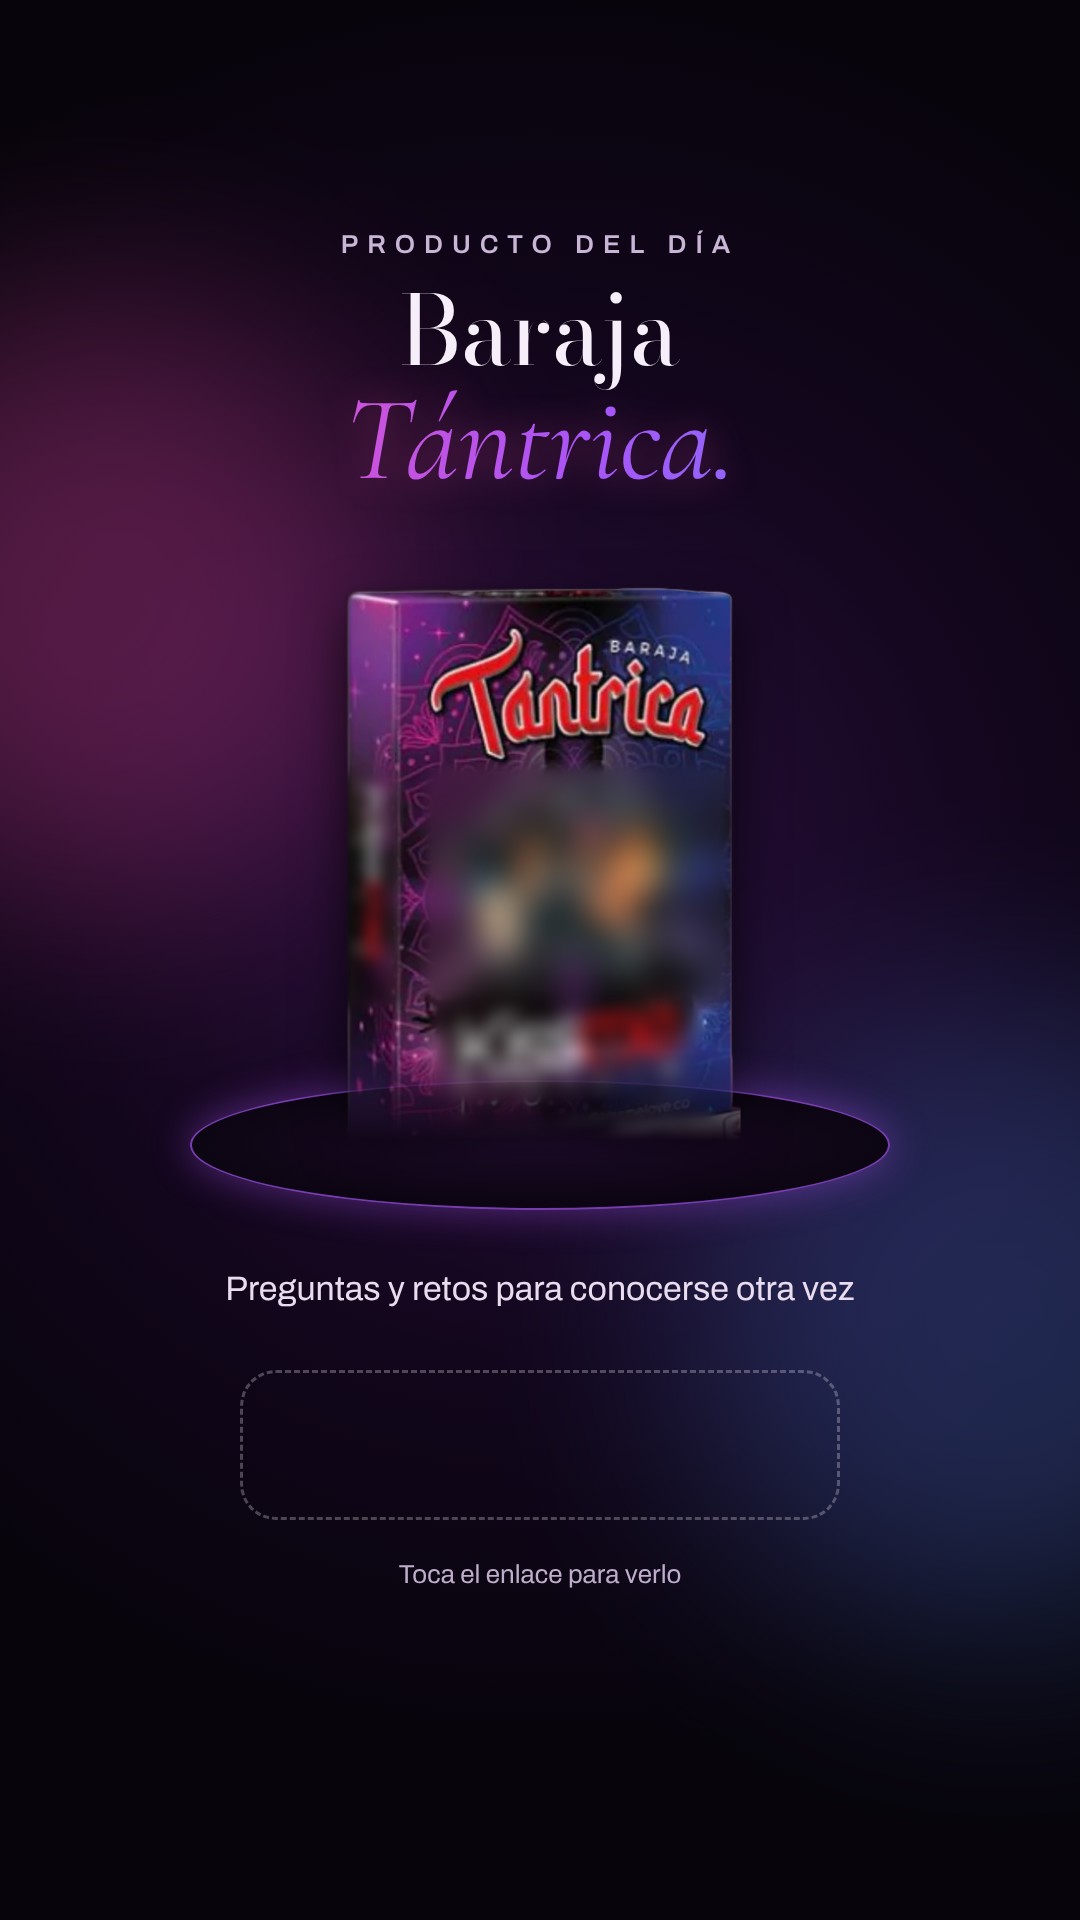 PRODUCTO DEL DÍA
Baraja
Tántrica.
BARAJA
Tántrica
Preguntas y retos para conocerse otra vez
Toca el enlace para verlo